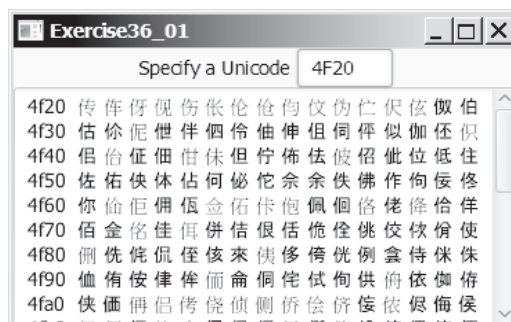 Exercise36_01
Specify a Unicode 4F20
4f20 传 伡 伢 伣 伤 伥 伦 伧 伨 伩 伪 伫 伬 伭 伮 伯
4f30 估 伱 伲 伳 伴 伵 伶 伷 伸 伹 伺 伻 似 伽 伾 伿
4f40 佀 佁 佂 佃 佄 佅 但 佇 佈 佉 佊 佋 佌 位 低 住
4f50 佐 佑 佒 体 佔 何 佖 佗 佘 余 佚 佛 作 佝 佞 佟
4f60 你 佡 佢 佣 佤 佥 佦 佧 佨 佩 佪 佫 佬 佭 佮 佯
4f70 佰 佱 佲 佳 佴 併 佶 佷 佸 佹 佺 佻 佼 佽 佾 使
4f80 侀 侁 侂 侃 侄 侅 來 侇 侈 侉 侊 例 侌 侍 侎 侏
4f90 侐 侑 侒 侓 侔 侕 侖 侗 侘 侙 侚 供 侜 依 侞 侟
4fa0 侠 価 侢 侣 侤 侥 侦 侧 侨 侩 侪 侫 侬 侭 侮 侯